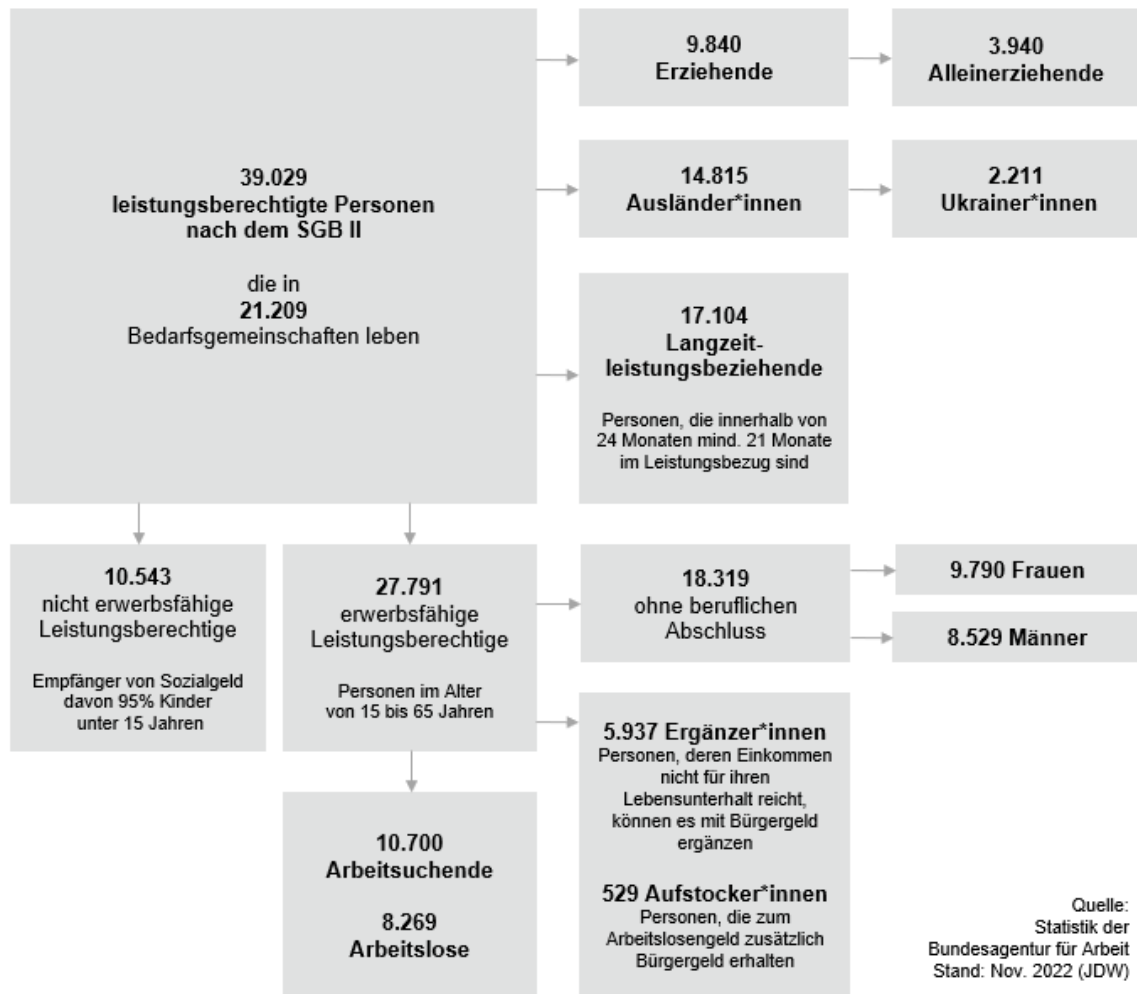 39.029
leistungsberechtigte Personen
nach dem SGB II
die in
21.209
Bedarfsgemeinschaften leben
9.840
Erziehende
3.940
Alleinerziehende
14.815
Ausländer*innen
2.211
Ukrainer*innen
17.104
Langzeit-
leistungsbeziehende
Personen, die innerhalb von
24 Monaten mind. 21 Monate
im Leistungsbezug sind
10.543
nicht erwerbsfähige
Leistungsberechtige
Empfänger von Sozialgeld
davon 95% Kinder
unter 15 Jahren
27.791
erwerbsfähige
Leistungsberechtige
Personen im Alter
von 15 bis 65 Jahren
18.319
ohne beruflichen
Abschluss
9.790 Frauen
8.529 Männer
5.937 Ergänzer*innen
Personen, deren Einkommen
nicht für ihren
Lebensunterhalt reicht,
können es mit Bürgergeld
ergänzen
529 Aufstocker*innen
Personen, die zum
Arbeitslosengeld zusätzlich
Bürgergeld erhalten
10.700
Arbeitsuchende
8.269
Arbeitslose
Quelle:
Statistik der
Bundesagentur für Arbeit
Stand: Nov. 2022 (JDW)